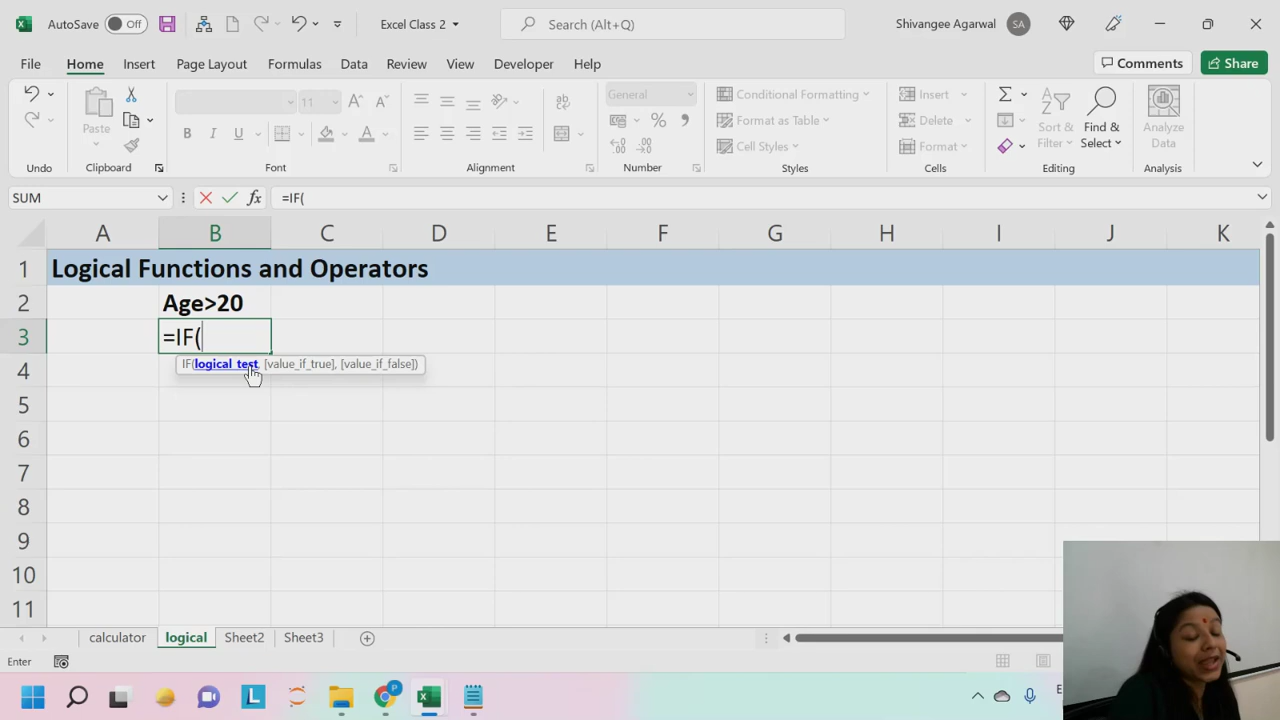 AutoSave Off Excel Class 2 Search (Alt+Q) Shivangee Agarwal SA
File Home Insert Page Layout Formulas Data Review View Developer Help Comments Share
Paste
11
B I U A
ab
General
% ,
Conditional Formatting
Format as Table
Cell Styles
Insert
Delete
Format
Sort &
Filter
Find &
Select
Analyze
Data
Undo Clipboard Font Alignment Number Styles Cells Editing Analysis
SUM fx =IF(
A B C D E F G H I J K
1 Logical Functions and Operators
2 Age>20
3 =IF(
IF(logical_test, [value_if_true], [value_if_false])
4
5
6
7
8
9
10
11
calculator logical Sheet2 Sheet3
Enter
L P E